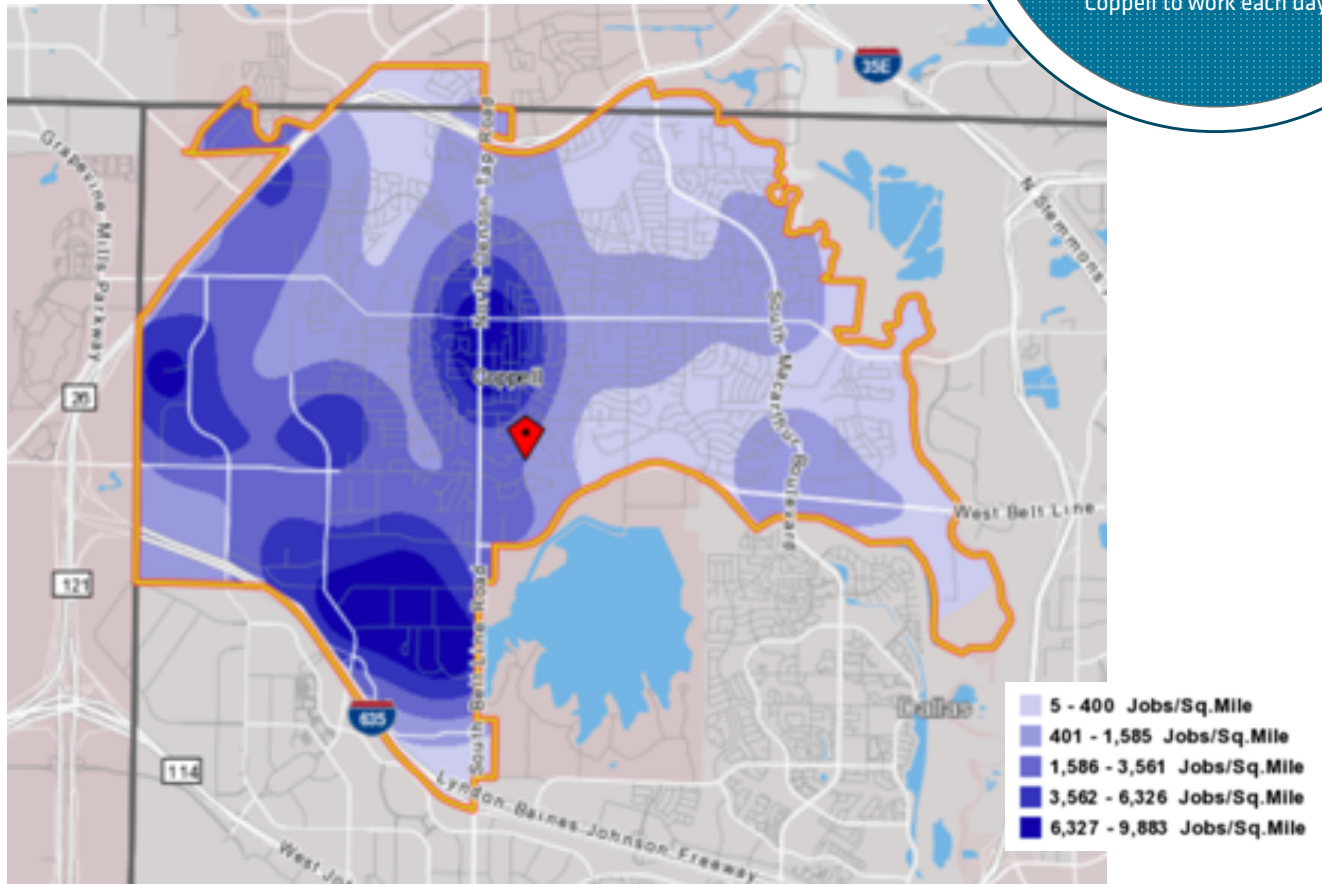 Coppell to work each day
35E
Grapevine Mills Parkway
North Denton Tap Road
N Stemmons
South Macarthur Boulevard
Coppell
26
West Belt Line
121
South Belt Line Road
635
Dallas
114
Lyndon Baines Johnson Freeway
West
5 - 400 Jobs/Sq.Mile
401 - 1,585 Jobs/Sq.Mile
1,586 - 3,561 Jobs/Sq.Mile
3,562 - 6,326 Jobs/Sq.Mile
6,327 - 9,883 Jobs/Sq.Mile